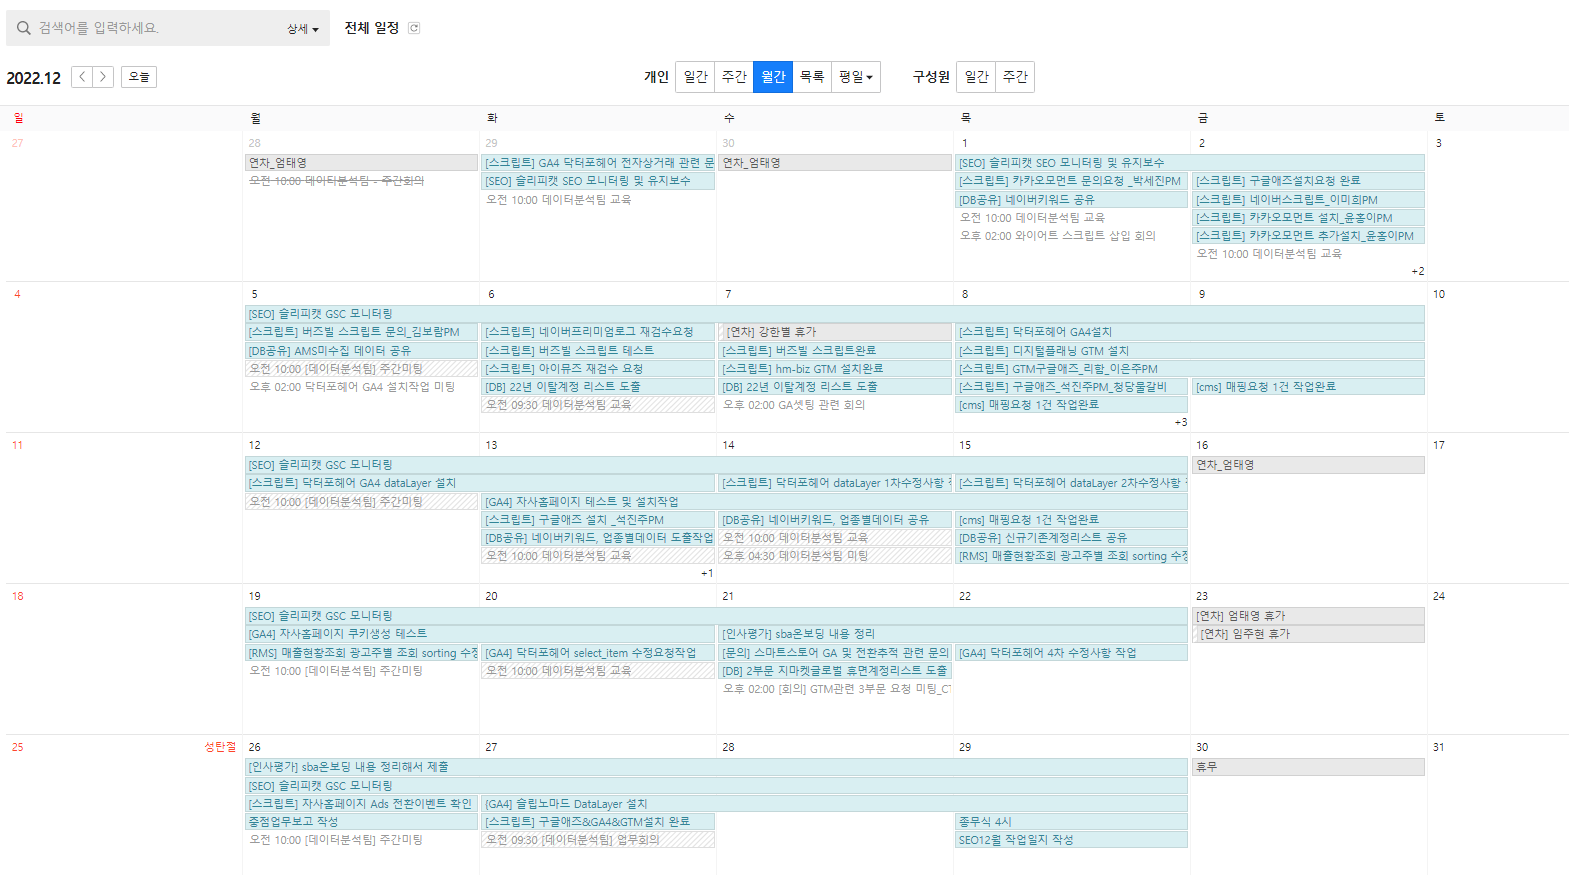 검색어를 입력하세요.
상세
전체 일정
2022.12
오늘
개인
일간
주간
월간
목록
평일
구성원
일간
주간
일 월 화 수 목 금 토
27 28 29 30 1 2 3
연차_엄태영
[스크립트] GA4 닥터포헤어 전자상거래 관련 문
연차_엄태영
[SEO] 슬리피캣 SEO 모니터링 및 유지보수
오전 10:00 데이터분석팀 - 주간회의
[SEO] 슬리피캣 SEO 모니터링 및 유지보수
[스크립트] 카카오모먼트 문의요청 _박세진PM
[스크립트] 구글애즈설치요청 완료
오전 10:00 데이터분석팀 교육
[DB공유] 네이버키워드 공유
[스크립트] 네이버스크립트_이미희PM
오전 10:00 데이터분석팀 교육
[스크립트] 카카오모먼트 설치_윤홍이PM
오후 02:00 와이어트 스크립트 삽입 회의
[스크립트] 카카오모먼트 추가설치_윤홍이PM
오전 10:00 데이터분석팀 교육
+2
4 5 6 7 8 9 10
[SEO] 슬리피캣 GSC 모니터링
[스크립트] 버즈빌 스크립트 문의_김보람PM
[스크립트] 네이버프리미엄로그 재검수요청
[연차] 강한별 휴가
[스크립트] 닥터포헤어 GA4설치
[DB공유] AMS미수집 데이터 공유
[스크립트] 버즈빌 스크립트 테스트
[스크립트] 버즈빌 스크립트완료
[스크립트] 디지털플래닝 GTM 설치
오전 10:00 [데이터분석팀] 주간미팅
[스크립트] 아이뮤즈 재검수 요청
[스크립트] hm-biz GTM 설치완료
[스크립트] GTM구글애즈_리함_이은주PM
오후 02:00 닥터포헤어 GA4 설치작업 미팅
[DB] 22년 이탈계정 리스트 도출
[DB] 22년 이탈계정 리스트 도출
[스크립트] 구글애즈_석진주PM_청당물갈비
[cms] 매핑요청 1건 작업완료
오전 09:30 데이터분석팀 교육
오후 02:00 GA셋팅 관련 회의
[cms] 매핑요청 1건 작업완료
+3
11 12 13 14 15 16 17
[SEO] 슬리피캣 GSC 모니터링
연차_엄태영
[스크립트] 닥터포헤어 GA4 dataLayer 설치
[스크립트] 닥터포헤어 dataLayer 1차수정사항
[스크립트] 닥터포헤어 dataLayer 2차수정사항
오전 10:00 [데이터분석팀] 주간미팅
[GA4] 자사홈페이지 테스트 및 설치작업
[스크립트] 구글애즈 설치 _석진주PM
[DB공유] 네이버키워드, 업종별데이터 공유
[cms] 매핑요청 1건 작업완료
[DB공유] 네이버키워드, 업종별데이터 도출작업
오전 10:00 데이터분석팀 교육
[DB공유] 신규기존계정리스트 공유
오전 10:00 데이터분석팀 교육
오후 04:30 데이터분석팀 미팅
[RMS] 매출현황조회 광고주별 조회 sorting 수정
+1
18 19 20 21 22 23 24
[SEO] 슬리피캣 GSC 모니터링
[연차] 엄태영 휴가
[GA4] 자사홈페이지 쿠키생성 테스트
[인사평가] sba온보딩 내용 정리
[연차] 임주현 휴가
[RMS] 매출현황조회 광고주별 조회 sorting 수정
[GA4] 닥터포헤어 select_item 수정요청작업
[문의] 스마트스토어 GA 및 전환추적 관련 문의
[GA4] 닥터포헤어 4차 수정사항 작업
오전 10:00 [데이터분석팀] 주간미팅
오전 10:00 데이터분석팀 교육
[DB] 2부문 지마켓글로벌 휴면계정리스트 도출
오후 02:00 [회의] GTM관련 3부문 요청 미팅_CT
25 성탄절 26 27 28 29 30 31
[인사평가] sba온보딩 내용 정리해서 제출
휴무
[SEO] 슬리피캣 GSC 모니터링
[스크립트] 자사홈페이지 Ads 전환이벤트 확인
{GA4] 슬립노마드 DataLayer 설치
중점업무보고 작성
[스크립트] 구글애즈&GA4&GTM설치 완료
종무식 4시
오전 10:00 [데이터분석팀] 주간미팅
오전 09:30 [데이터분석팀] 업무회의
SEO12월 작업일지 작성